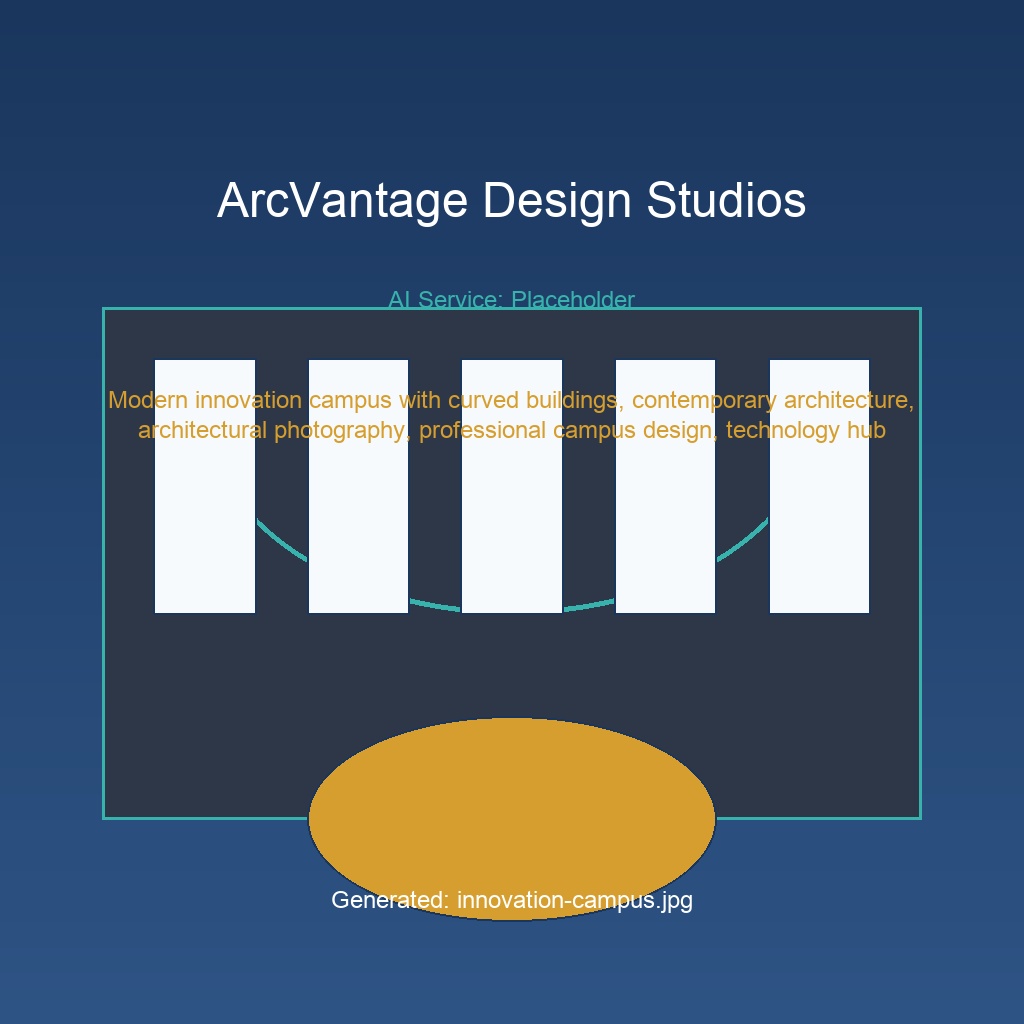 ArcVantage Design Studios
AI Service: Placeholder
Modern innovation campus with curved buildings, contemporary architecture,
architectural photography, professional campus design, technology hub
Generated: innovation-campus.jpg